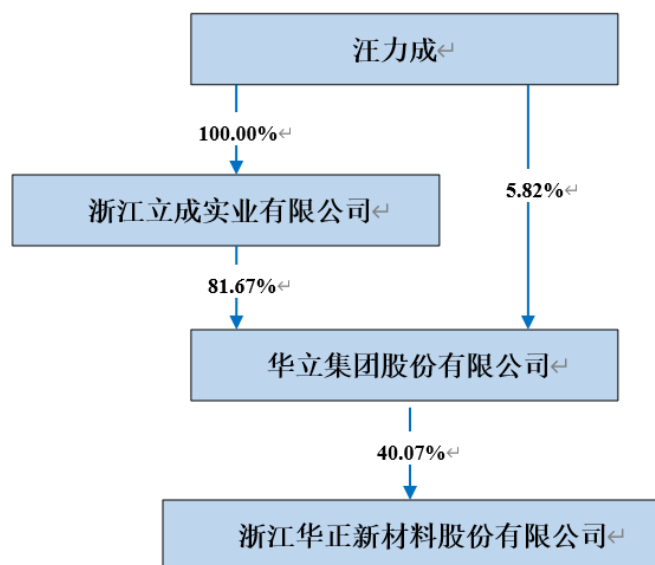 汪力成
100.00%
5.82%
浙江立成实业有限公司
81.67%
华立集团股份有限公司
40.07%
浙江华正新材料股份有限公司